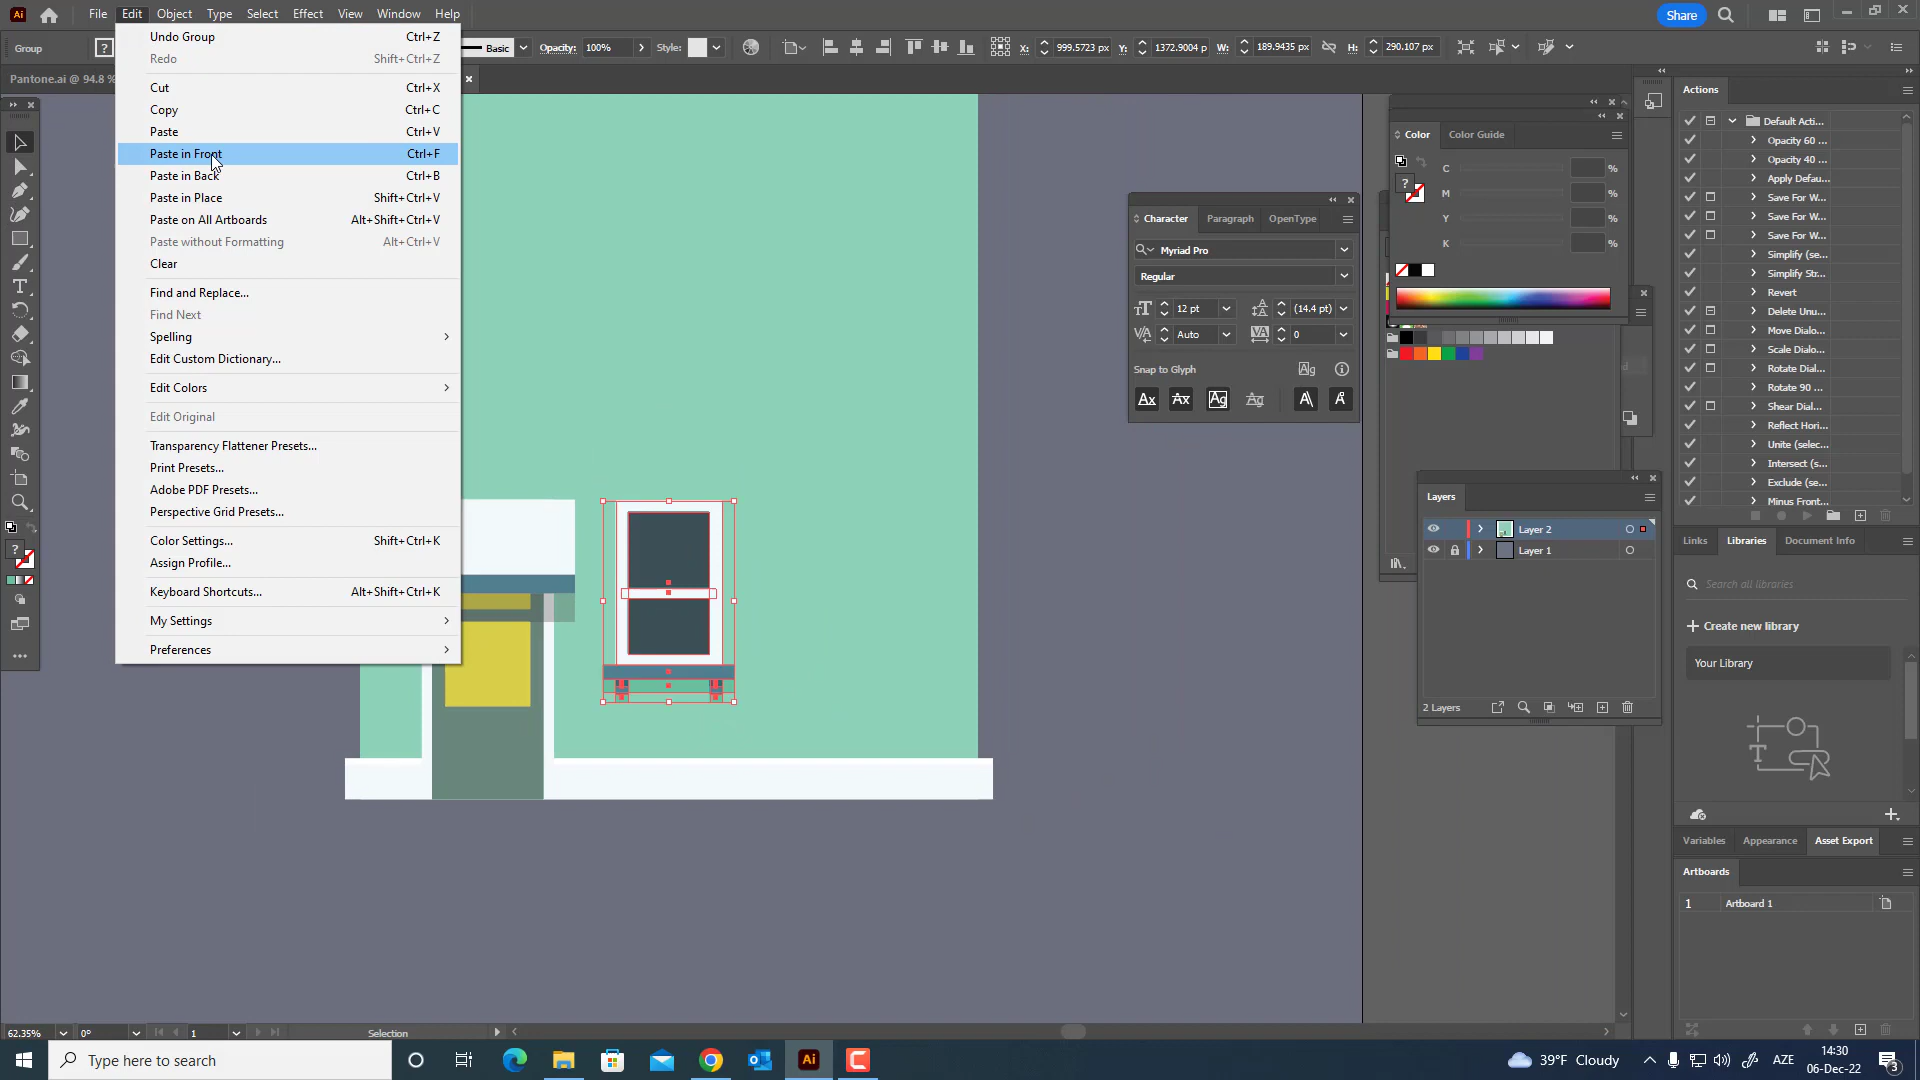 Ai File Edit Object Type Select Effect View Window Help Share
Group ? Basic Opacity: 100% Style: X: 999.5723 px Y: 1372.9004 p W: 189.9435 px H: 290.107 px
Pantone.ai @ 94.8 %
Undo Group Ctrl+Z
Redo Shift+Ctrl+Z
Cut Ctrl+X
Copy Ctrl+C
Paste Ctrl+V
Paste in Front Ctrl+F
Paste in Back Ctrl+B
Paste in Place Shift+Ctrl+V
Paste on All Artboards Alt+Shift+Ctrl+V
Paste without Formatting Alt+Ctrl+V
Clear
Find and Replace...
Find Next
Spelling
Edit Custom Dictionary...
Edit Colors
Edit Original
Transparency Flattener Presets...
Print Presets...
Adobe PDF Presets...
Perspective Grid Presets...
Color Settings... Shift+Ctrl+K
Assign Profile...
Keyboard Shortcuts... Alt+Shift+Ctrl+K
My Settings
Preferences
Character Paragraph OpenType
Myriad Pro
Regular
12 pt (14.4 pt)
Auto 0
Snap to Glyph
Color Color Guide
C %
M %
Y %
K %
Layers
Layer 2
Layer 1
2 Layers
Actions
Default Acti...
Opacity 60 ...
Opacity 40 ...
Apply Defau...
Save For W...
Save For W...
Save For W...
Simplify (se...
Simplify Str...
Revert
Delete Unu...
Move Dialo...
Scale Dialo...
Rotate Dial...
Rotate 90 ...
Shear Dial...
Reflect Hori...
Unite (selec...
Intersect (s...
Exclude (se...
Minus Front...
Links Libraries Document Info
Search all libraries
Create new library
Your Library
Variables Appearance Asset Export
Artboards
1 Artboard 1
62.35% 0° 1 Selection
Type here to search
Ai
39°F Cloudy
AZE
14:30
06-Dec-22
3